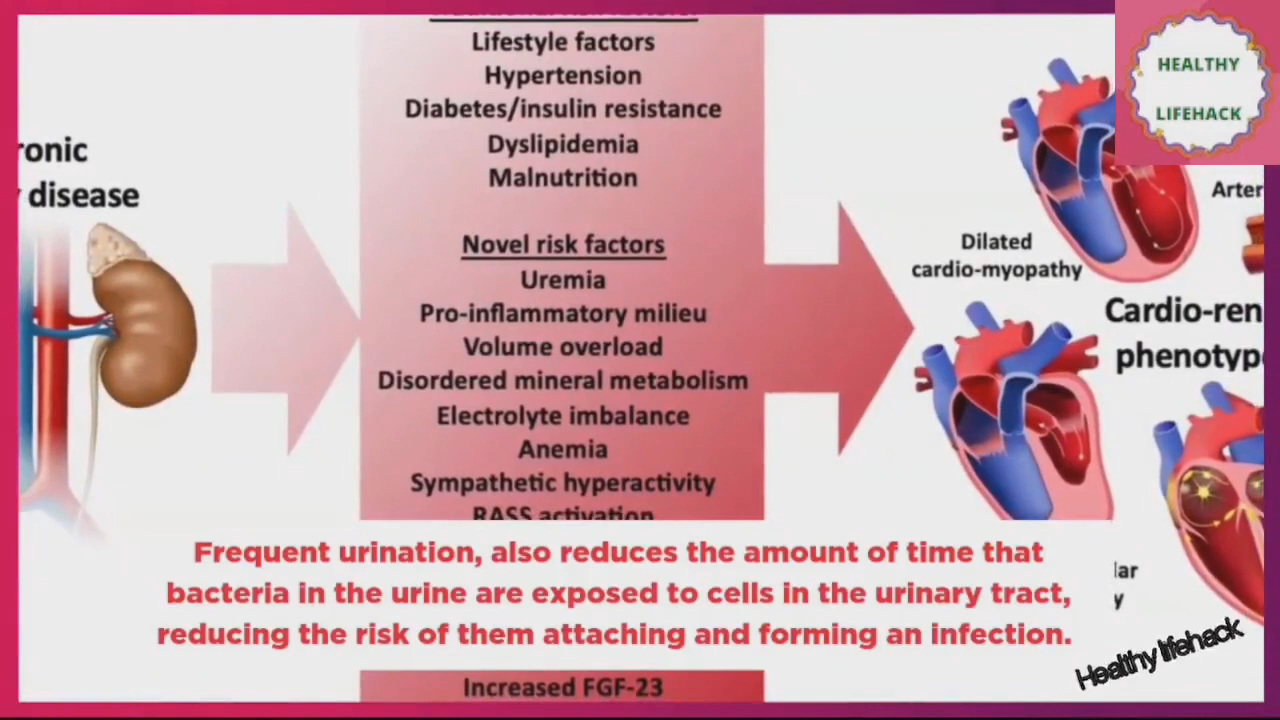 Lifestyle factors
Hypertension
Diabetes/insulin resistance
Dyslipidemia
Malnutrition
Novel risk factors
Uremia
Pro-inflammatory milieu
Volume overload
Disordered mineral metabolism
Electrolyte imbalance
Anemia
Sympathetic hyperactivity
RASS activation
Increased FGF-23
ronic
disease
Dilated
cardio-myopathy
Arter
Cardio-ren
phenotyp
lar
y
HEALTHY
LIFEHACK
Frequent urination, also reduces the amount of time that
bacteria in the urine are exposed to cells in the urinary tract,
reducing the risk of them attaching and forming an infection.
Healthy lifehack